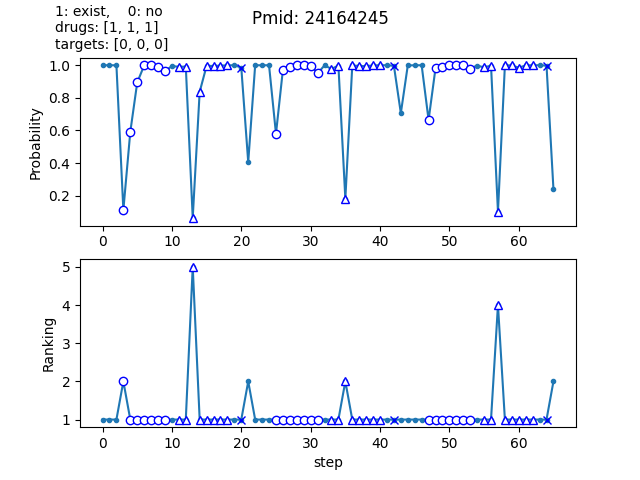 1: exist,    0: no
drugs: [1, 1, 1]
targets: [0, 0, 0]
Pmid: 24164245
Probability
1.0
0.8
0.6
0.4
0.2
0 10 20 30 40 50 60
Ranking
5
4
3
2
1
0 10 20 30 40 50 60
step